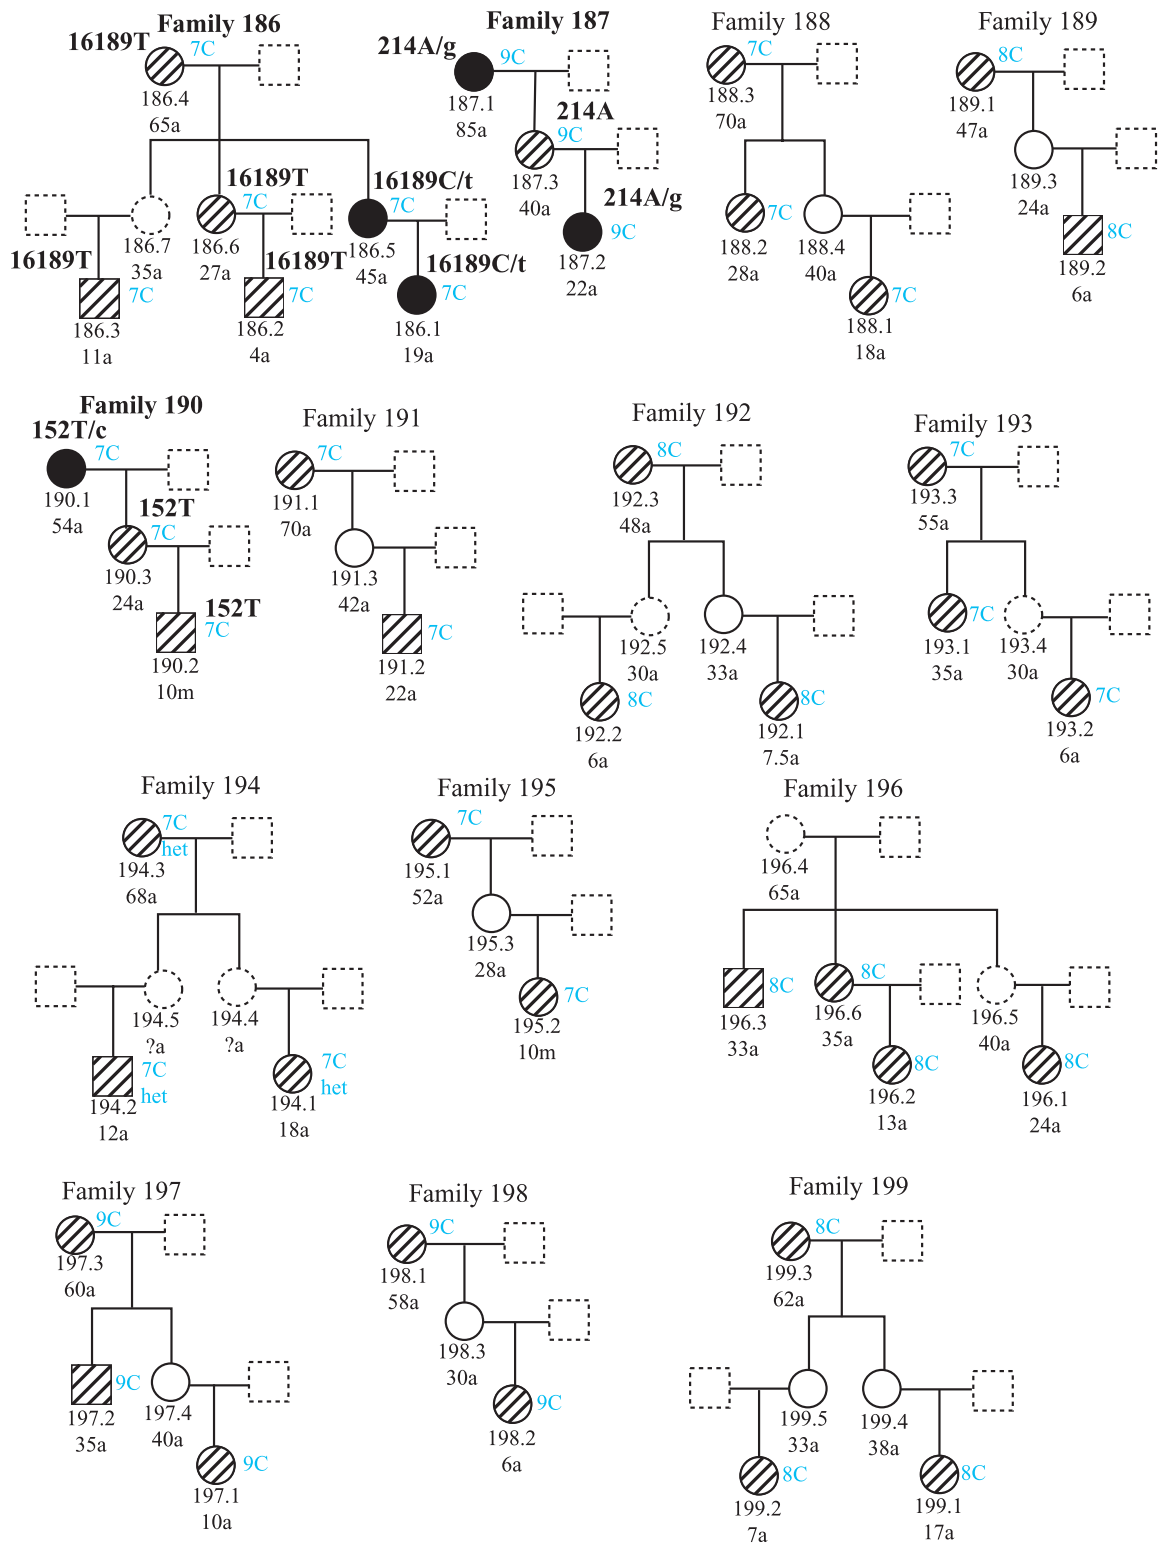 Family 186
16189T
7C
186.4
65a
186.7
35a
16189T
7C
186.6
27a
16189C/t
7C
186.5
45a
16189T
7C
186.3
11a
16189T
7C
186.2
4a
16189C/t
7C
186.1
19a
Family 187
214A/g
9C
187.1
85a
214A
9C
187.3
40a
214A/g
9C
187.2
22a
Family 188
7C
188.3
70a
7C
188.2
28a
188.4
40a
7C
188.1
18a
Family 189
8C
189.1
47a
189.3
24a
8C
189.2
6a
Family 190
152T/c
7C
190.1
54a
152T
7C
190.3
24a
152T
7C
190.2
10m
Family 191
7C
191.1
70a
191.3
42a
7C
191.2
22a
Family 192
8C
192.3
48a
192.5
30a
192.4
33a
8C
192.2
6a
8C
192.1
7.5a
Family 193
7C
193.3
55a
7C
193.1
35a
193.4
30a
7C
193.2
6a
Family 194
7C
het
194.3
68a
194.5
?a
194.4
?a
7C
het
194.2
12a
7C
het
194.1
18a
Family 195
7C
195.1
52a
195.3
28a
7C
195.2
10m
Family 196
196.4
65a
8C
196.3
33a
8C
196.6
35a
196.5
40a
8C
196.2
13a
8C
196.1
24a
Family 197
9C
197.3
60a
9C
197.2
35a
197.4
40a
9C
197.1
10a
Family 198
9C
198.1
58a
198.3
30a
9C
198.2
6a
Family 199
8C
199.3
62a
199.5
33a
199.4
38a
8C
199.2
7a
8C
199.1
17a